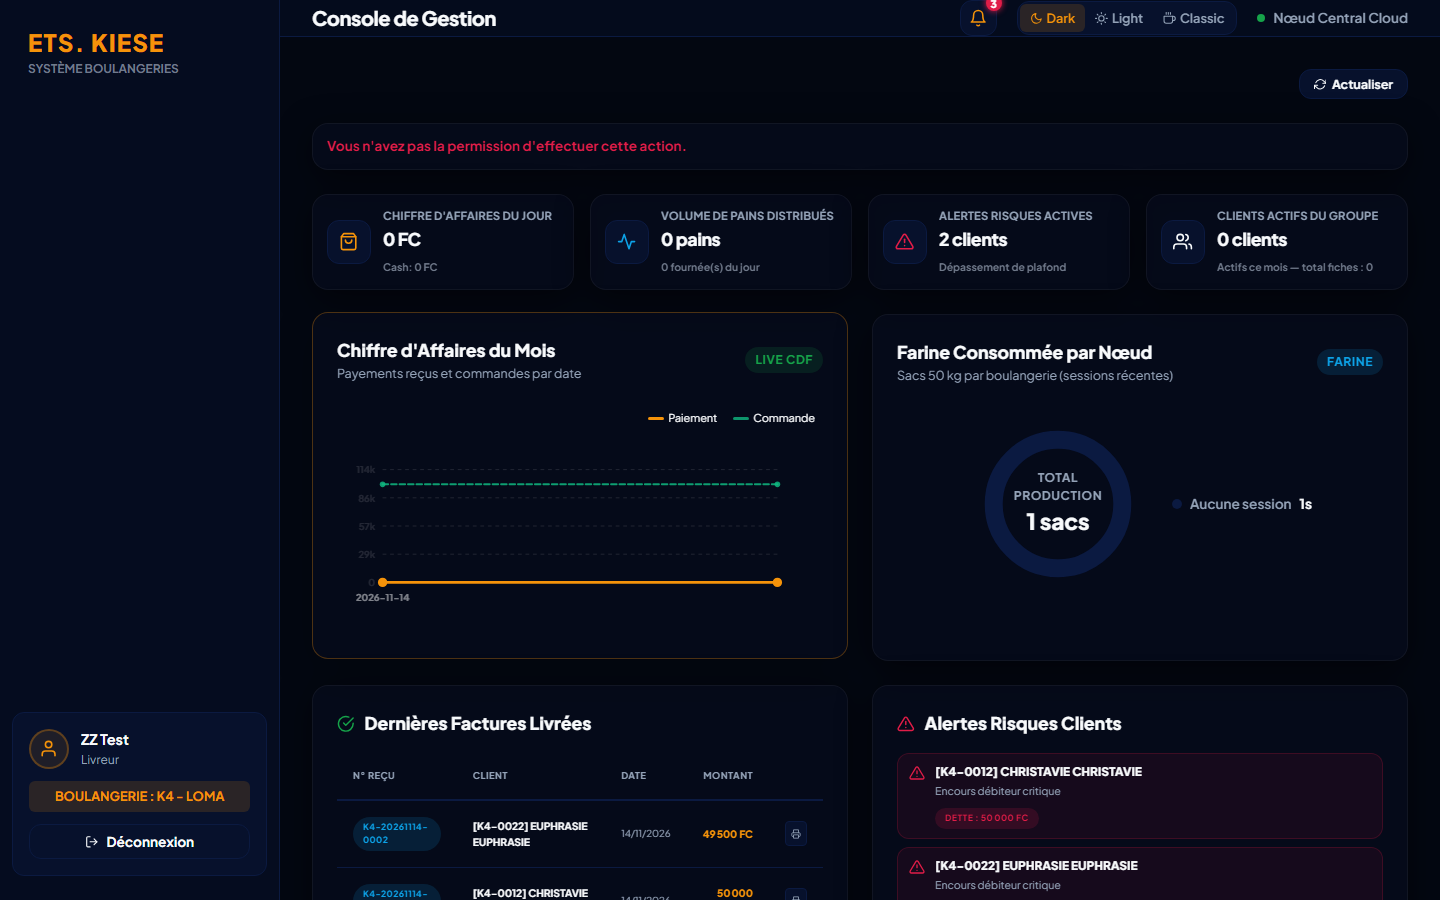 ETS. KIESE
SYSTÈME BOULANGERIES
Console de Gestion
3
Dark
Light
Classic
Nœud Central Cloud
Actualiser
Vous n'avez pas la permission d'effectuer cette action.
CHIFFRE D'AFFAIRES DU JOUR
0 FC
Cash: 0 FC
VOLUME DE PAINS DISTRIBUÉS
0 pains
0 fournée(s) du jour
ALERTES RISQUES ACTIVES
2 clients
Dépassement de plafond
CLIENTS ACTIFS DU GROUPE
0 clients
Actifs ce mois — total fiches : 0
Chiffre d'Affaires du Mois
Payements reçus et commandes par date
LIVE CDF
Paiement
Commande
114k
86k
57k
29k
0
2026-11-14
Farine Consommée par Nœud
Sacs 50 kg par boulangerie (sessions récentes)
FARINE
TOTAL
PRODUCTION
1 sacs
Aucune session 1s
Dernières Factures Livrées
N° REÇU CLIENT DATE MONTANT
K4-20261114-
0002
[K4-0022] EUPHRASIE
EUPHRASIE
14/11/2026
49 500 FC
K4-20261114-
[K4-0012] CHRISTAVIE
14/11/2026
50 000
Alertes Risques Clients
[K4-0012] CHRISTAVIE CHRISTAVIE
Encours débiteur critique
DETTE : 50 000 FC
[K4-0022] EUPHRASIE EUPHRASIE
Encours débiteur critique
ZZ Test
Livreur
BOULANGERIE : K4 - LOMA
Déconnexion